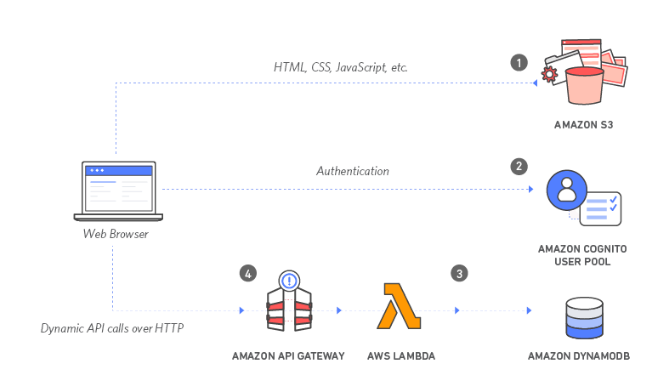 HTML, CSS, JavaScript, etc.
1
AMAZON S3
Authentication
2
Web Browser
AMAZON COGNITO
USER POOL
4
3
Dynamic API calls over HTTP
AMAZON API GATEWAY
AWS LAMBDA
AMAZON DYNAMODB